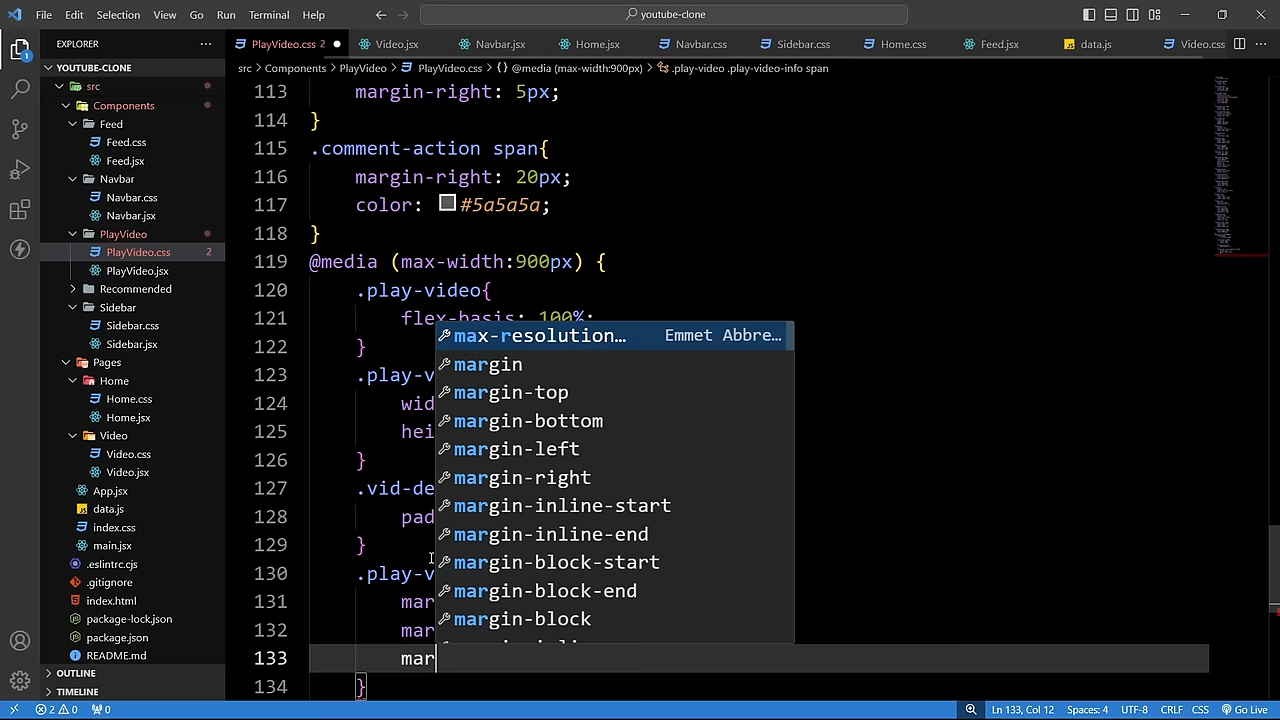 File Edit Selection View Go Run Terminal Help
youtube-clone
EXPLORER
PlayVideo.css 2
Video.jsx
Navbar.jsx
Home.jsx
Navbar.css
Sidebar.css
Home.css
Feed.jsx
data.js
Video.css
YOUTUBE-CLONE
src > Components > PlayVideo > PlayVideo.css > {} @media (max-width:900px) > .play-video .play-video-info span
src
Components
Feed
Feed.css
Feed.jsx
Navbar
Navbar.css
Navbar.jsx
PlayVideo
PlayVideo.css 2
PlayVideo.jsx
Recommended
Sidebar
Sidebar.css
Sidebar.jsx
Pages
Home
Home.css
Home.jsx
Video
Video.css
Video.jsx
App.jsx
data.js
index.css
main.jsx
.eslintrc.cjs
.gitignore
index.html
package-lock.json
package.json
README.md
OUTLINE
TIMELINE
1
113 margin-right: 5px;
114 }
115 .comment-action span{
116 margin-right: 20px;
117 color: #5a5a5a;
118 }
119 @media (max-width:900px) {
120 .play-video{
121 flex-basis: 100%;
122 }
123 .play-v
124 wid
125 hei
126 }
127 .vid-de
128 pad
129 }
130 .play-v
131 mar
132 mar
133 mar
134 }
max-resolution… Emmet Abbre…
margin
margin-top
margin-bottom
margin-left
margin-right
margin-inline-start
margin-inline-end
margin-block-start
margin-block-end
margin-block
2 0 0
Ln 133, Col 12 Spaces: 4 UTF-8 CRLF CSS Go Live